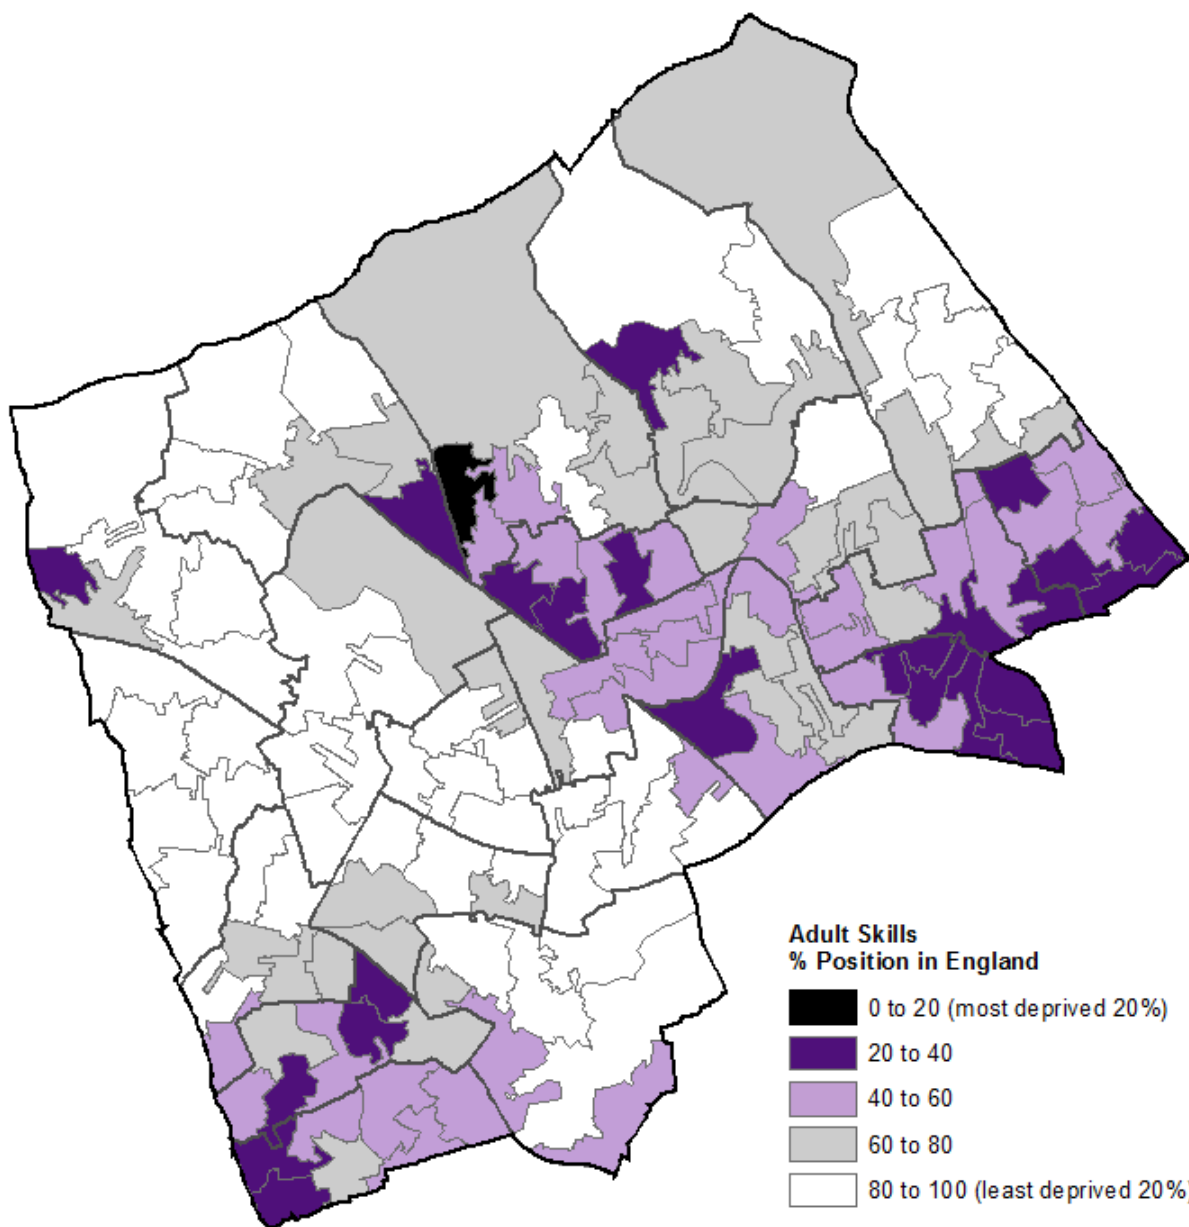 Adult Skills
% Position in England
0 to 20 (most deprived 20%)
20 to 40
40 to 60
60 to 80
80 to 100 (least deprived 20%)